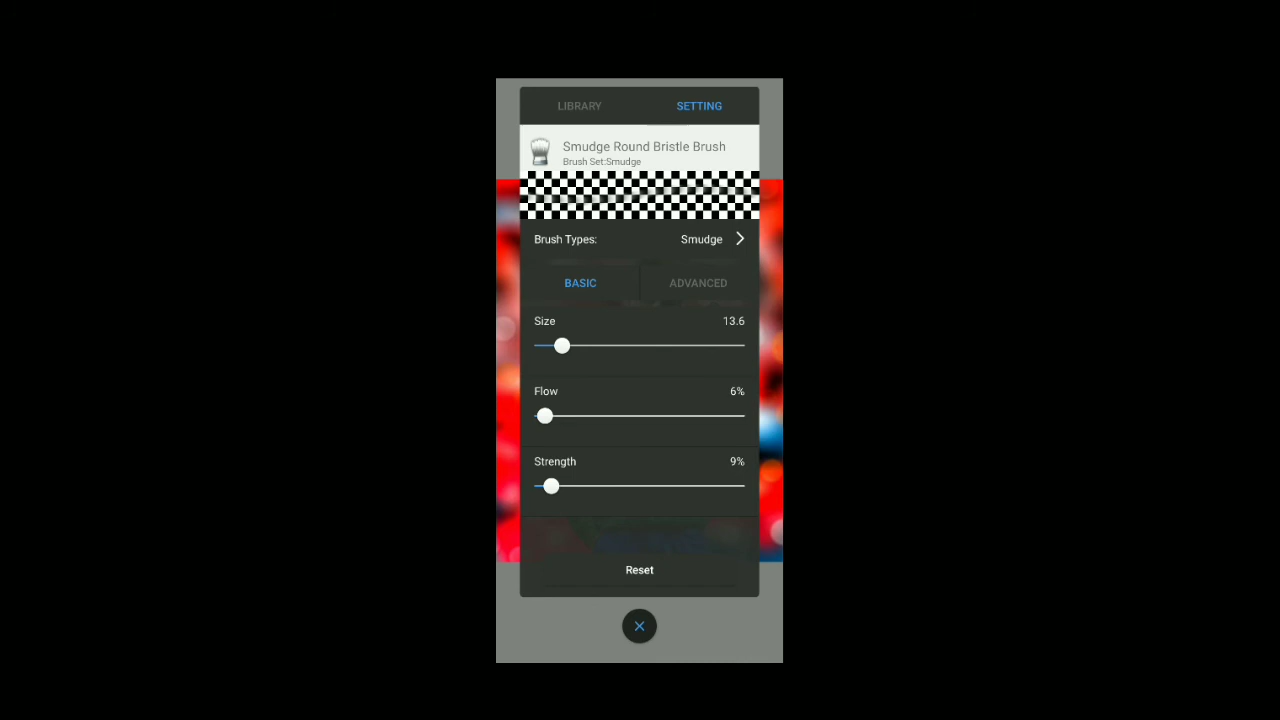 LIBRARY SETTING
Smudge Round Bristle Brush
Brush Set:Smudge
Brush Types: Smudge
BASIC ADVANCED
Size 13.6
Flow 6%
Strength 9%
Reset